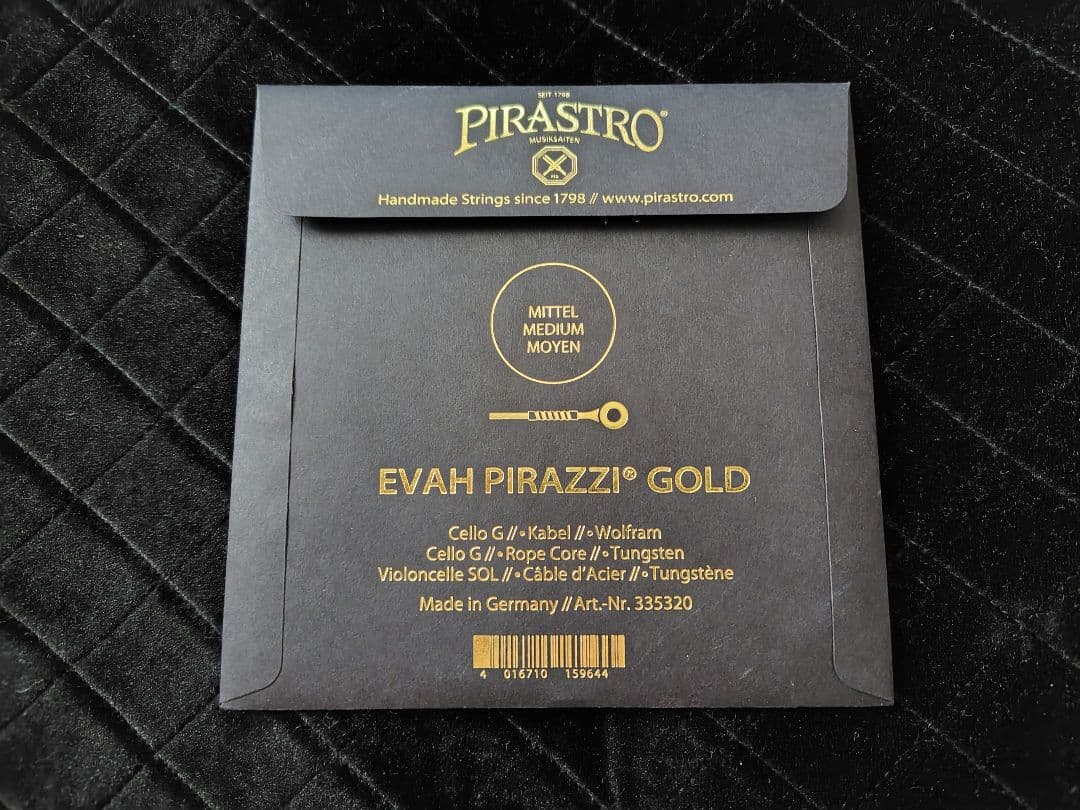 SEIT 1798
PIRASTRO®
MUSIKSAITEN
Handmade Strings since 1798 // www.pirastro.com
MITTEL
MEDIUM
MOYEN
EVAH PIRAZZI® GOLD
Cello G // • Kabel // ∘ Wolfram
Cello G // • Rope Core // ∘ Tungsten
Violoncelle SOL // • Câble d'Acier // ∘ Tungstène
Made in Germany // Art.-Nr. 335320
4 016710 159644